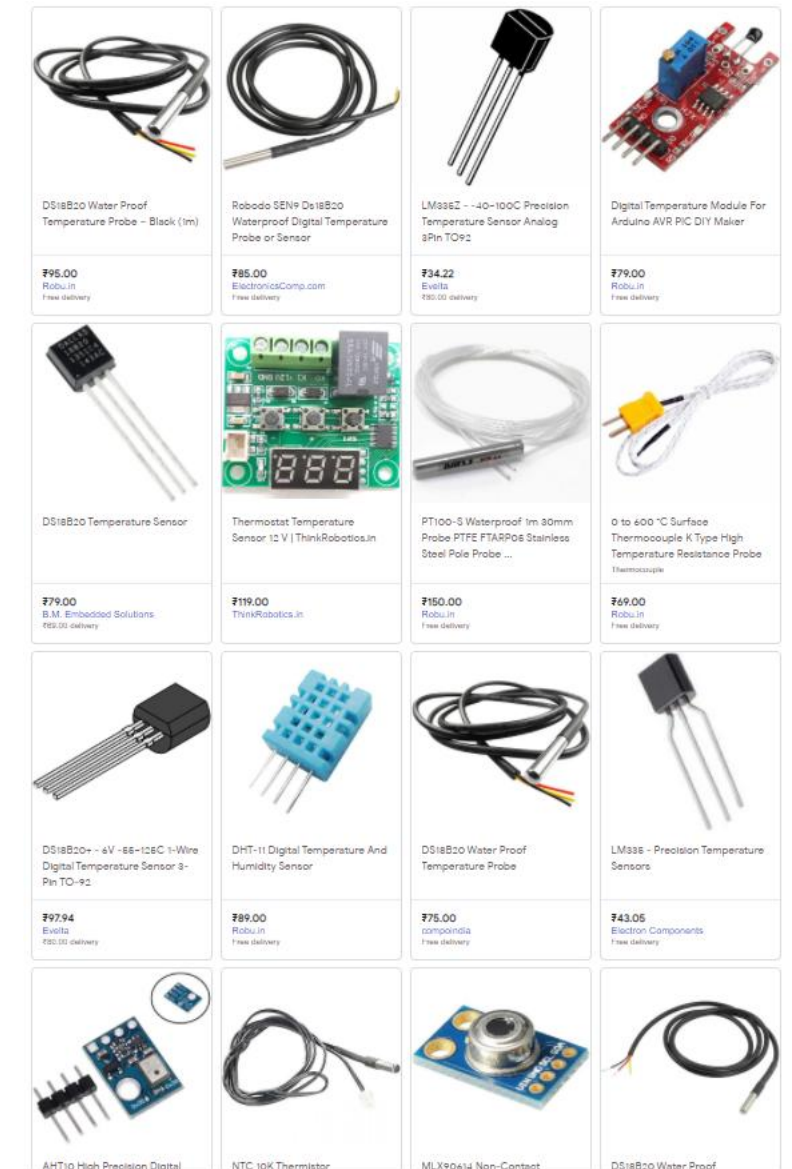 DS18B20 Water Proof
Temperature Probe – Black (1m)
₹95.00
Robu.in
Free delivery
Robodo SEN9 Ds18B20
Waterproof Digital Temperature
Probe or Sensor
₹85.00
ElectronicsComp.com
Free delivery
LM335Z - -40~100C Precision
Temperature Sensor Analog
3Pin TO92
₹34.22
Evelta
₹80.00 delivery
Digital Temperature Module For
Arduino AVR PIC DIY Maker
₹79.00
Robu.in
Free delivery
DALLAS
18B20
DS18B20 Temperature Sensor
₹79.00
B.M. Embedded Solutions
₹69.00 delivery
888
Thermostat Temperature
Sensor 12 V | ThinkRobotics.in
₹119.00
ThinkRobotics.in
PT100-S Waterproof 1m 30mm
Probe PTFE FTARP08 Stainless
Steel Pole Probe ...
₹150.00
Robu.in
Free delivery
0 to 600 °C Surface
Thermocouple K Type High
Temperature Resistance Probe
Thermocouple
₹69.00
Robu.in
Free delivery
DS18B20+ - 6V -55~125C 1-Wire
Digital Temperature Sensor 3-
Pin TO-92
₹97.94
Evelta
₹80.00 delivery
DHT-11 Digital Temperature And
Humidity Sensor
₹89.00
Robu.in
Free delivery
DS18B20 Water Proof
Temperature Probe
₹75.00
compoindia
Free delivery
LM335 - Precision Temperature
Sensors
₹43.05
Electron Components
Free delivery
AHT10 High Precision Digital
NTC 10K Thermistor
MLX90614 Non-Contact
DS18B20 Water Proof